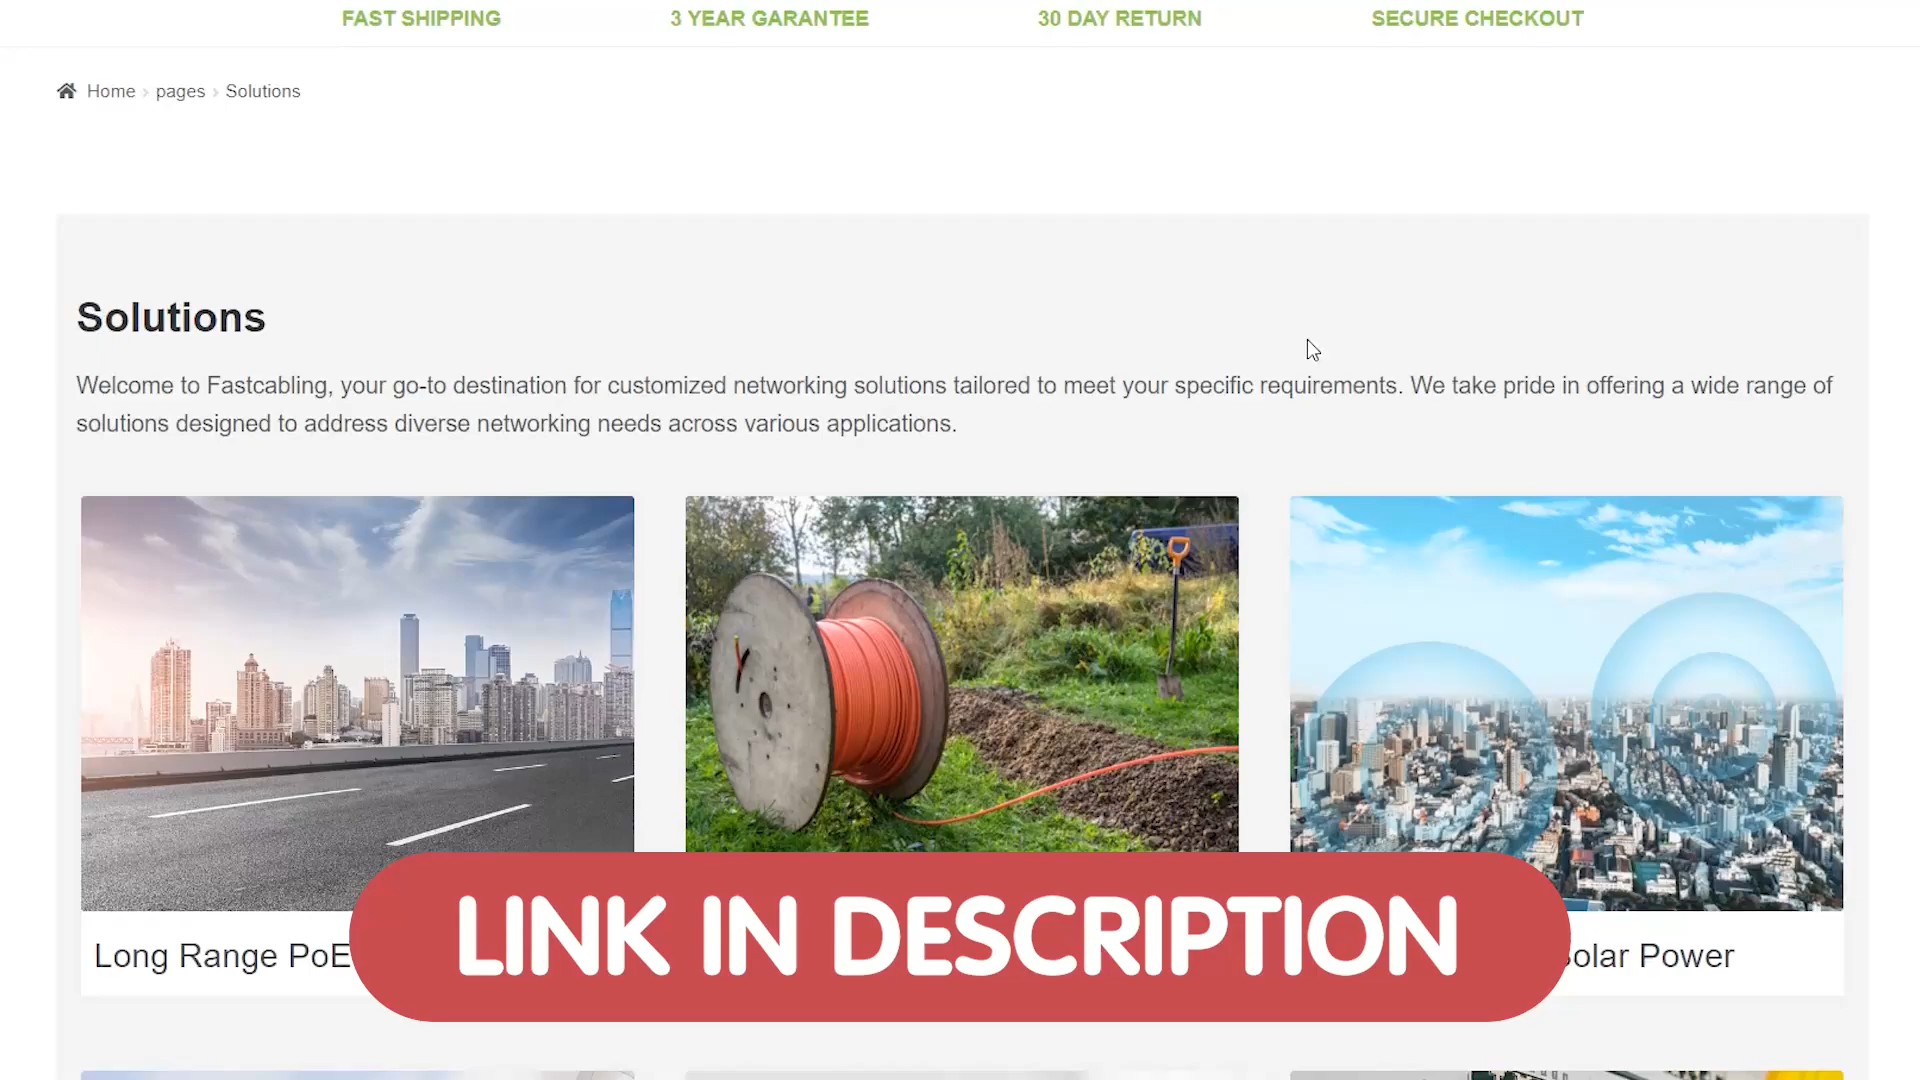 FAST SHIPPING
3 YEAR GARANTEE
30 DAY RETURN
SECURE CHECKOUT
Home › pages › Solutions
Solutions
Welcome to Fastcabling, your go-to destination for customized networking solutions tailored to meet your specific requirements. We take pride in offering a wide range of
solutions designed to address diverse networking needs across various applications.
Long Range PoE
Solar Power
LINK IN DESCRIPTION